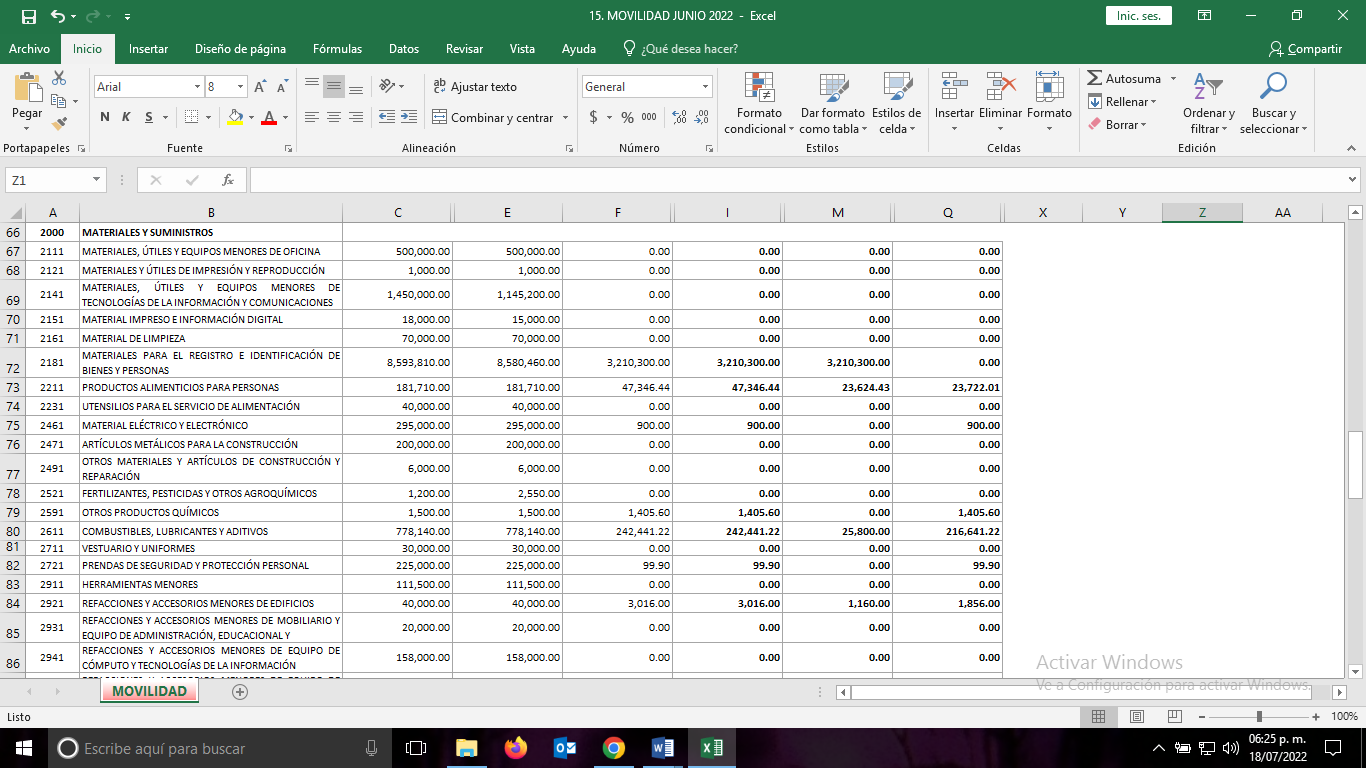 15. MOVILIDAD JUNIO 2022 - Excel
Inic. ses.
Archivo Inicio Insertar Diseño de página Fórmulas Datos Revisar Vista Ayuda ¿Qué desea hacer? Compartir
Pegar
Arial 8
Ajustar texto
Combinar y centrar
General
$ % 000
N K S
Formato condicional
Dar formato como tabla
Estilos de celda
Insertar Eliminar Formato
Autosuma
Rellenar
Borrar
Ordenar y filtrar
Buscar y seleccionar
Portapapeles Fuente Alineación Número Estilos Celdas Edición
Z1 fx
A B C E F I M Q X Y Z AA
66 2000 MATERIALES Y SUMINISTROS
67 2111 MATERIALES, ÚTILES Y EQUIPOS MENORES DE OFICINA 500,000.00 500,000.00 0.00 0.00 0.00 0.00
68 2121 MATERIALES Y ÚTILES DE IMPRESIÓN Y REPRODUCCIÓN 1,000.00 1,000.00 0.00 0.00 0.00 0.00
69 2141 MATERIALES, ÚTILES Y EQUIPOS MENORES DE
TECNOLOGÍAS DE LA INFORMACIÓN Y COMUNICACIONES 1,450,000.00 1,145,200.00 0.00 0.00 0.00 0.00
70 2151 MATERIAL IMPRESO E INFORMACIÓN DIGITAL 18,000.00 15,000.00 0.00 0.00 0.00 0.00
71 2161 MATERIAL DE LIMPIEZA 70,000.00 70,000.00 0.00 0.00 0.00 0.00
72 2181 MATERIALES PARA EL REGISTRO E IDENTIFICACIÓN DE
BIENES Y PERSONAS 8,593,810.00 8,580,460.00 3,210,300.00 3,210,300.00 3,210,300.00 0.00
73 2211 PRODUCTOS ALIMENTICIOS PARA PERSONAS 181,710.00 181,710.00 47,346.44 47,346.44 23,624.43 23,722.01
74 2231 UTENSILIOS PARA EL SERVICIO DE ALIMENTACIÓN 40,000.00 40,000.00 0.00 0.00 0.00 0.00
75 2461 MATERIAL ELÉCTRICO Y ELECTRÓNICO 295,000.00 295,000.00 900.00 900.00 0.00 900.00
76 2471 ARTÍCULOS METÁLICOS PARA LA CONSTRUCCIÓN 200,000.00 200,000.00 0.00 0.00 0.00 0.00
77 2491 OTROS MATERIALES Y ARTÍCULOS DE CONSTRUCCIÓN Y
REPARACIÓN 6,000.00 6,000.00 0.00 0.00 0.00 0.00
78 2521 FERTILIZANTES, PESTICIDAS Y OTROS AGROQUÍMICOS 1,200.00 2,550.00 0.00 0.00 0.00 0.00
79 2591 OTROS PRODUCTOS QUÍMICOS 1,500.00 1,500.00 1,405.60 1,405.60 0.00 1,405.60
80 2611 COMBUSTIBLES, LUBRICANTES Y ADITIVOS 778,140.00 778,140.00 242,441.22 242,441.22 25,800.00 216,641.22
81 2711 VESTUARIO Y UNIFORMES 30,000.00 30,000.00 0.00 0.00 0.00 0.00
82 2721 PRENDAS DE SEGURIDAD Y PROTECCIÓN PERSONAL 225,000.00 225,000.00 99.90 99.90 0.00 99.90
83 2911 HERRAMIENTAS MENORES 111,500.00 111,500.00 0.00 0.00 0.00 0.00
84 2921 REFACCIONES Y ACCESORIOS MENORES DE EDIFICIOS 40,000.00 40,000.00 3,016.00 3,016.00 1,160.00 1,856.00
85 2931 REFACCIONES Y ACCESORIOS MENORES DE MOBILIARIO Y
EQUIPO DE ADMINISTRACIÓN, EDUCACIONAL Y 20,000.00 20,000.00 0.00 0.00 0.00 0.00
86 2941 REFACCIONES Y ACCESORIOS MENORES DE EQUIPO DE
CÓMPUTO Y TECNOLOGÍAS DE LA INFORMACIÓN 158,000.00 158,000.00 0.00 0.00 0.00 0.00
Activar Windows
Ve a Configuración para activar Windows.
MOVILIDAD
Listo 100%
Escribe aquí para buscar
06:25 p. m.
18/07/2022